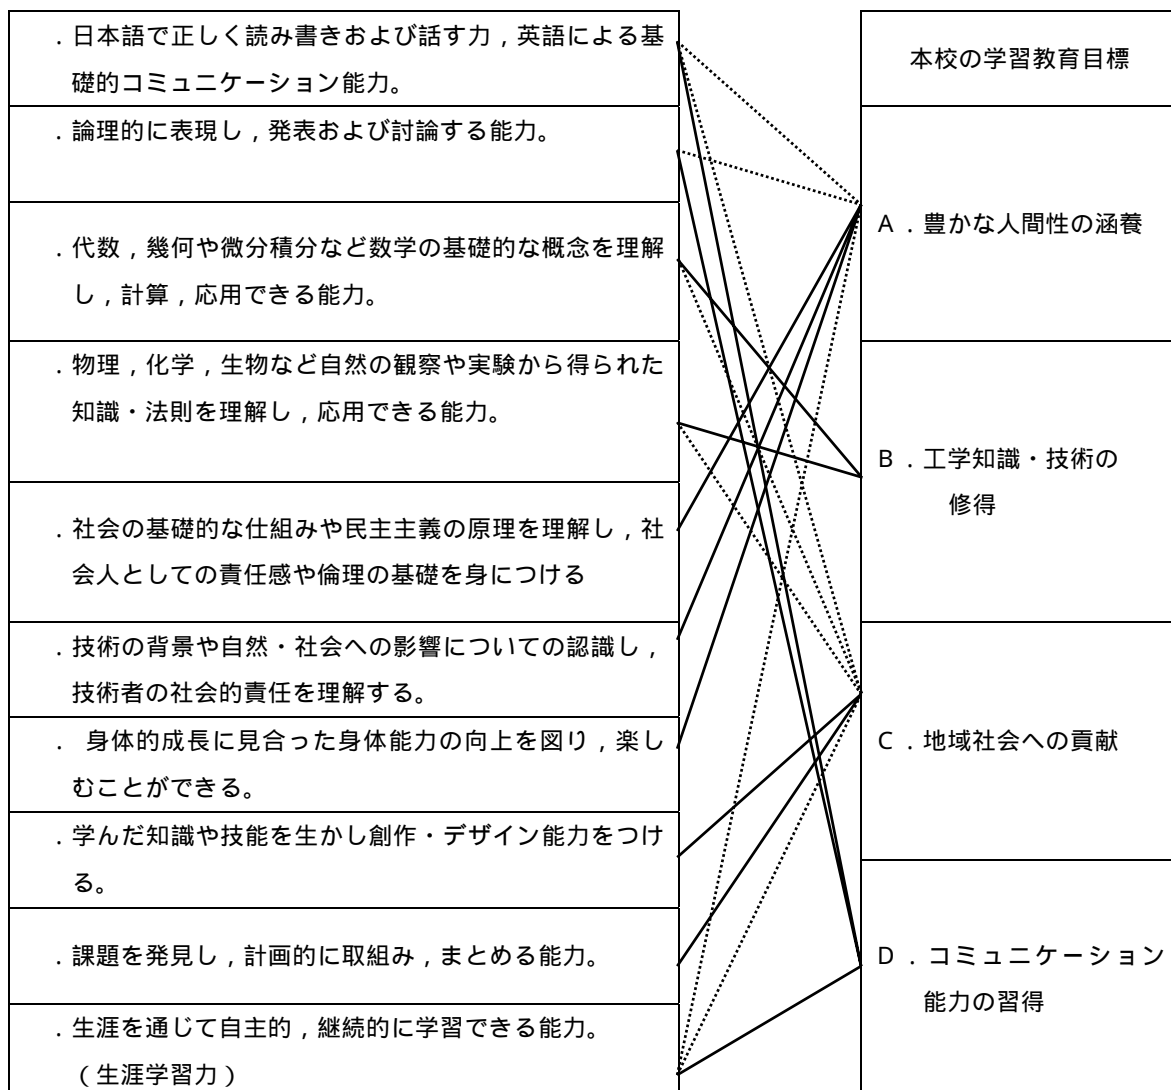 ．日本語で正しく読み書きおよび話す力，英語による基
礎的コミュニケーション能力。
．論理的に表現し，発表および討論する能力。
．代数，幾何や微分積分など数学の基礎的な概念を理解
し，計算，応用できる能力。
．物理，化学，生物など自然の観察や実験から得られた
知識・法則を理解し，応用できる能力。
．社会の基礎的な仕組みや民主主義の原理を理解し，社
会人としての責任感や倫理の基礎を身につける
．技術の背景や自然・社会への影響についての認識し，
技術者の社会的責任を理解する。
． 身体的成長に見合った身体能力の向上を図り，楽し
むことができる。
．学んだ知識や技能を生かし創作・デザイン能力をつけ
る。
．課題を発見し，計画的に取組み，まとめる能力。
．生涯を通じて自主的，継続的に学習できる能力。
（生涯学習力）
本校の学習教育目標
A．豊かな人間性の涵養
B．工学知識・技術の
修得
C．地域社会への貢献
D．コミュニケーション
能力の習得